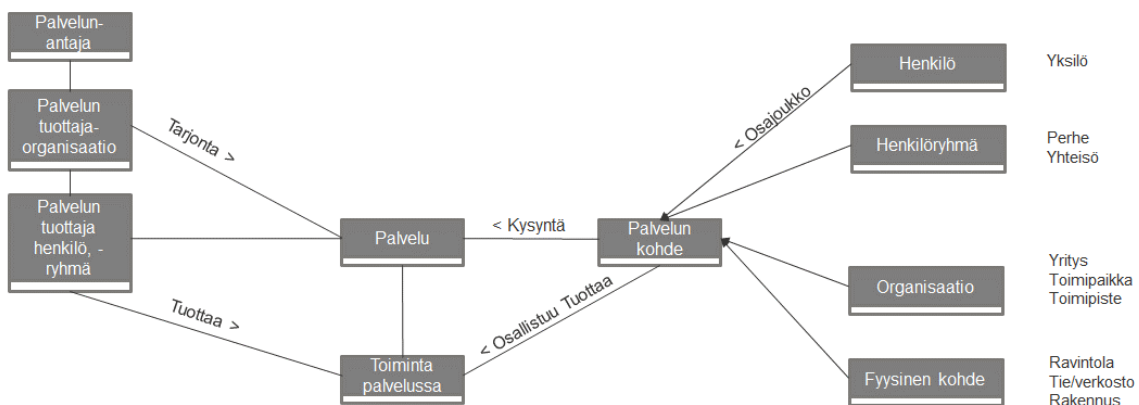 Palvelun-
antaja
Palvelun
tuottaja-
organisaatio
Palvelun
tuottaja
henkilö, -
ryhmä
Tarjonta >
Tuottaa >
Palvelu
Toiminta
palvelussa
< Kysyntä
< Osallistuu Tuottaa
Palvelun
kohde
< Osajoukko
Henkilö
Yksilö
Henkilöryhmä
Perhe
Yhteisö
Organisaatio
Yritys
Toimipaikka
Toimipiste
Fyysinen kohde
Ravintola
Tie/verkosto
Rakennus